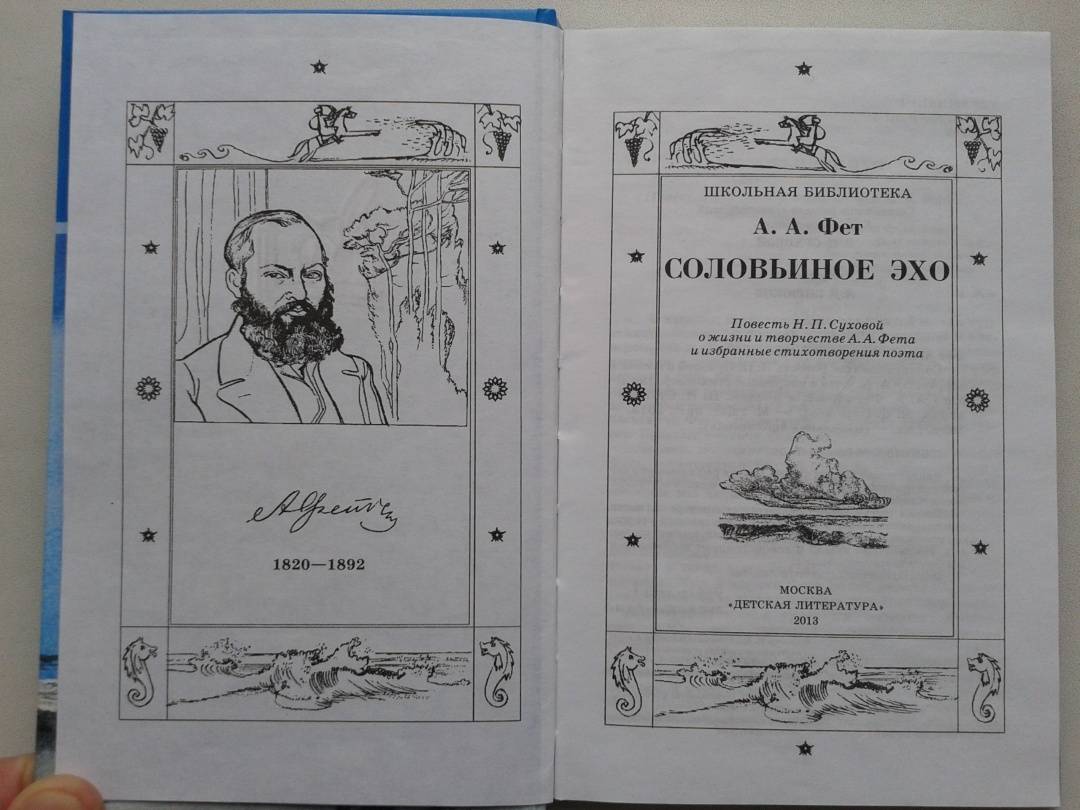 А. Фет
1820—1892
ШКОЛЬНАЯ БИБЛИОТЕКА
А. А. Фет
СОЛОВЬИНОЕ ЭХО
Повесть Н. П. Суховой
о жизни и творчестве А. А. Фета
и избранные стихотворения поэта
МОСКВА
«ДЕТСКАЯ ЛИТЕРАТУРА»
2013